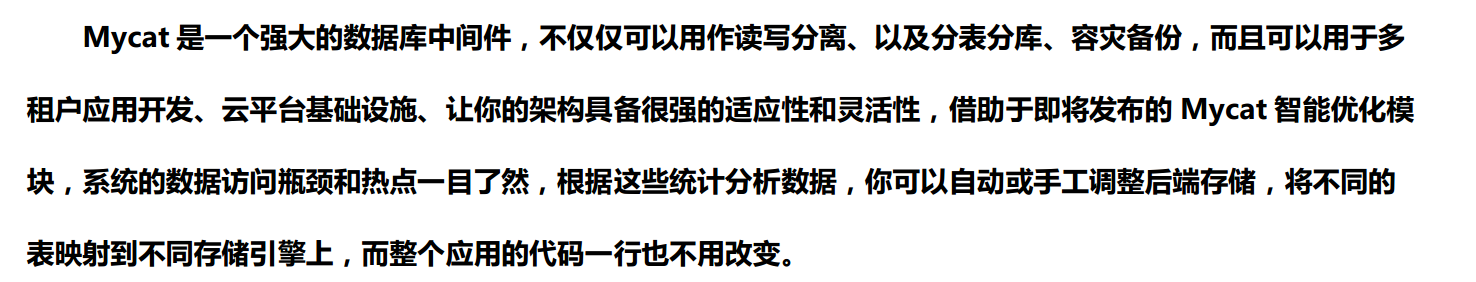 Mycat 是一个强大的数据库中间件，不仅仅可以用作读写分离、以及分表分库、容灾备份，而且可以用于多
租户应用开发、云平台基础设施、让你的架构具备很强的适应性和灵活性，借助于即将发布的 Mycat 智能优化模
块，系统的数据访问瓶颈和热点一目了然，根据这些统计分析数据，你可以自动或手工调整后端存储，将不同的
表映射到不同存储引擎上，而整个应用的代码一行也不用改变。